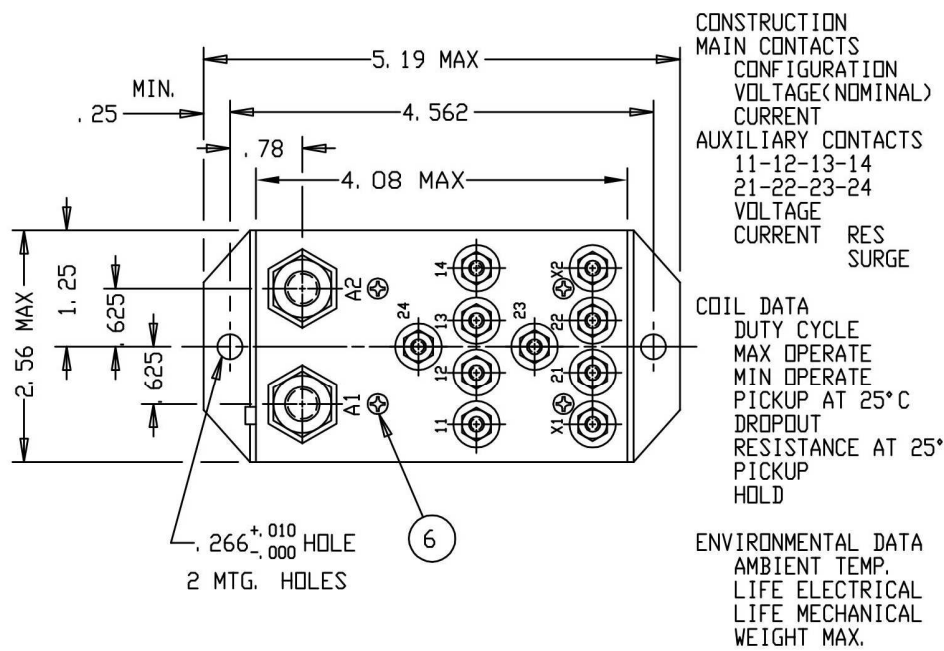 5.19 MAX
MIN.
.25
4.562
.78
4.08 MAX
2.56 MAX
1.25
.625
.625
A2
A1
24
14
13
12
11
23
X2
22
21
X1
.266 +.010 -.000 HOLE
2 MTG. HOLES
6
CONSTRUCTION
MAIN CONTACTS
CONFIGURATION
VOLTAGE(NOMINAL)
CURRENT
AUXILIARY CONTACTS
11-12-13-14
21-22-23-24
VOLTAGE
CURRENT RES
SURGE
COIL DATA
DUTY CYCLE
MAX OPERATE
MIN OPERATE
PICKUP AT 25°C
DROPOUT
RESISTANCE AT 25°
PICKUP
HOLD
ENVIRONMENTAL DATA
AMBIENT TEMP.
LIFE ELECTRICAL
LIFE MECHANICAL
WEIGHT MAX.